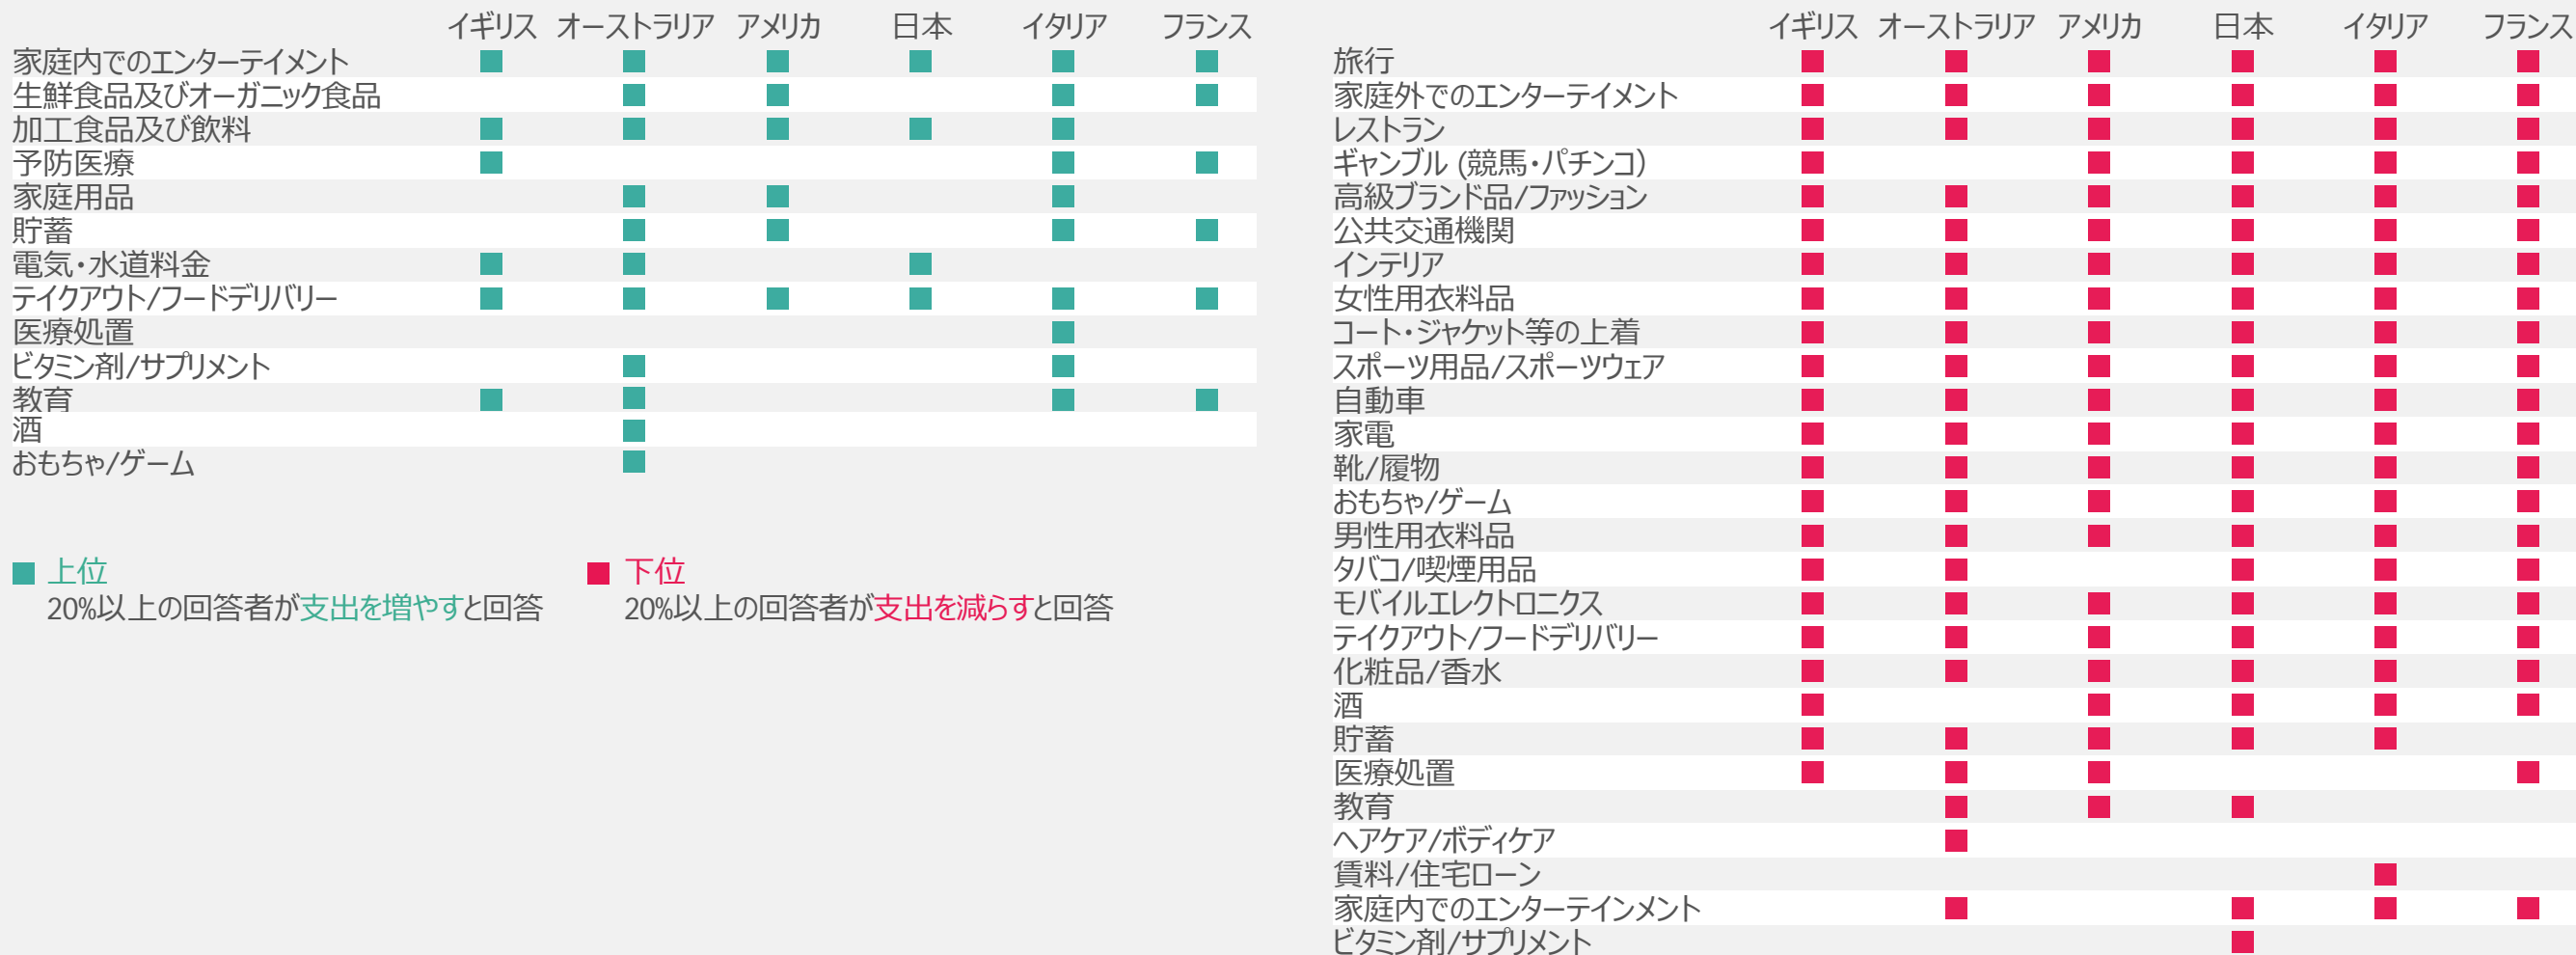 イギリス オーストラリア アメリカ 日本 イタリア フランス
家庭内でのエンターテイメント
生鮮食品及びオーガニック食品
加工食品及び飲料
予防医療
家庭用品
貯蓄
電気・水道料金
テイクアウト/フードデリバリー
医療処置
ビタミン剤/サプリメント
教育
酒
おもちゃ/ゲーム
上位
20%以上の回答者が支出を増やすと回答
下位
20%以上の回答者が支出を減らすと回答
イギリス オーストラリア アメリカ 日本 イタリア フランス
旅行
家庭外でのエンターテイメント
レストラン
ギャンブル (競馬・パチンコ)
高級ブランド品/ファッション
公共交通機関
インテリア
女性用衣料品
コート・ジャケット等の上着
スポーツ用品/スポーツウェア
自動車
家電
靴/履物
おもちゃ/ゲーム
男性用衣料品
タバコ/喫煙用品
モバイルエレクトロニクス
テイクアウト/フードデリバリー
化粧品/香水
酒
貯蓄
医療処置
教育
ヘアケア/ボディケア
賃料/住宅ローン
家庭内でのエンターテインメント
ビタミン剤/サプリメント